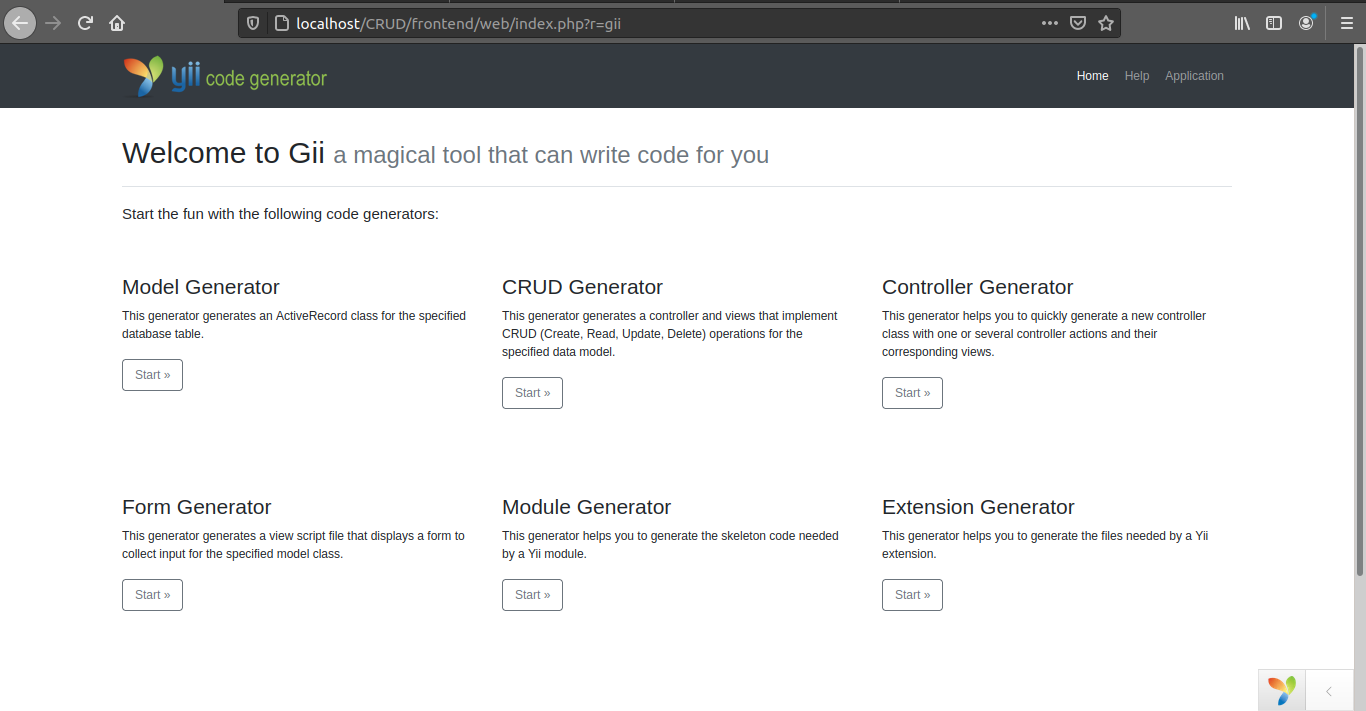 localhost/CRUD/frontend/web/index.php?r=gii
yii code generator
Home Help Application
Welcome to Gii a magical tool that can write code for you
Start the fun with the following code generators:
Model Generator
This generator generates an ActiveRecord class for the specified
database table.
Start »
CRUD Generator
This generator generates a controller and views that implement
CRUD (Create, Read, Update, Delete) operations for the
specified data model.
Start »
Controller Generator
This generator helps you to quickly generate a new controller
class with one or several controller actions and their
corresponding views.
Start »
Form Generator
This generator generates a view script file that displays a form to
collect input for the specified model class.
Start »
Module Generator
This generator helps you to generate the skeleton code needed
by a Yii module.
Start »
Extension Generator
This generator helps you to generate the files needed by a Yii
extension.
Start »